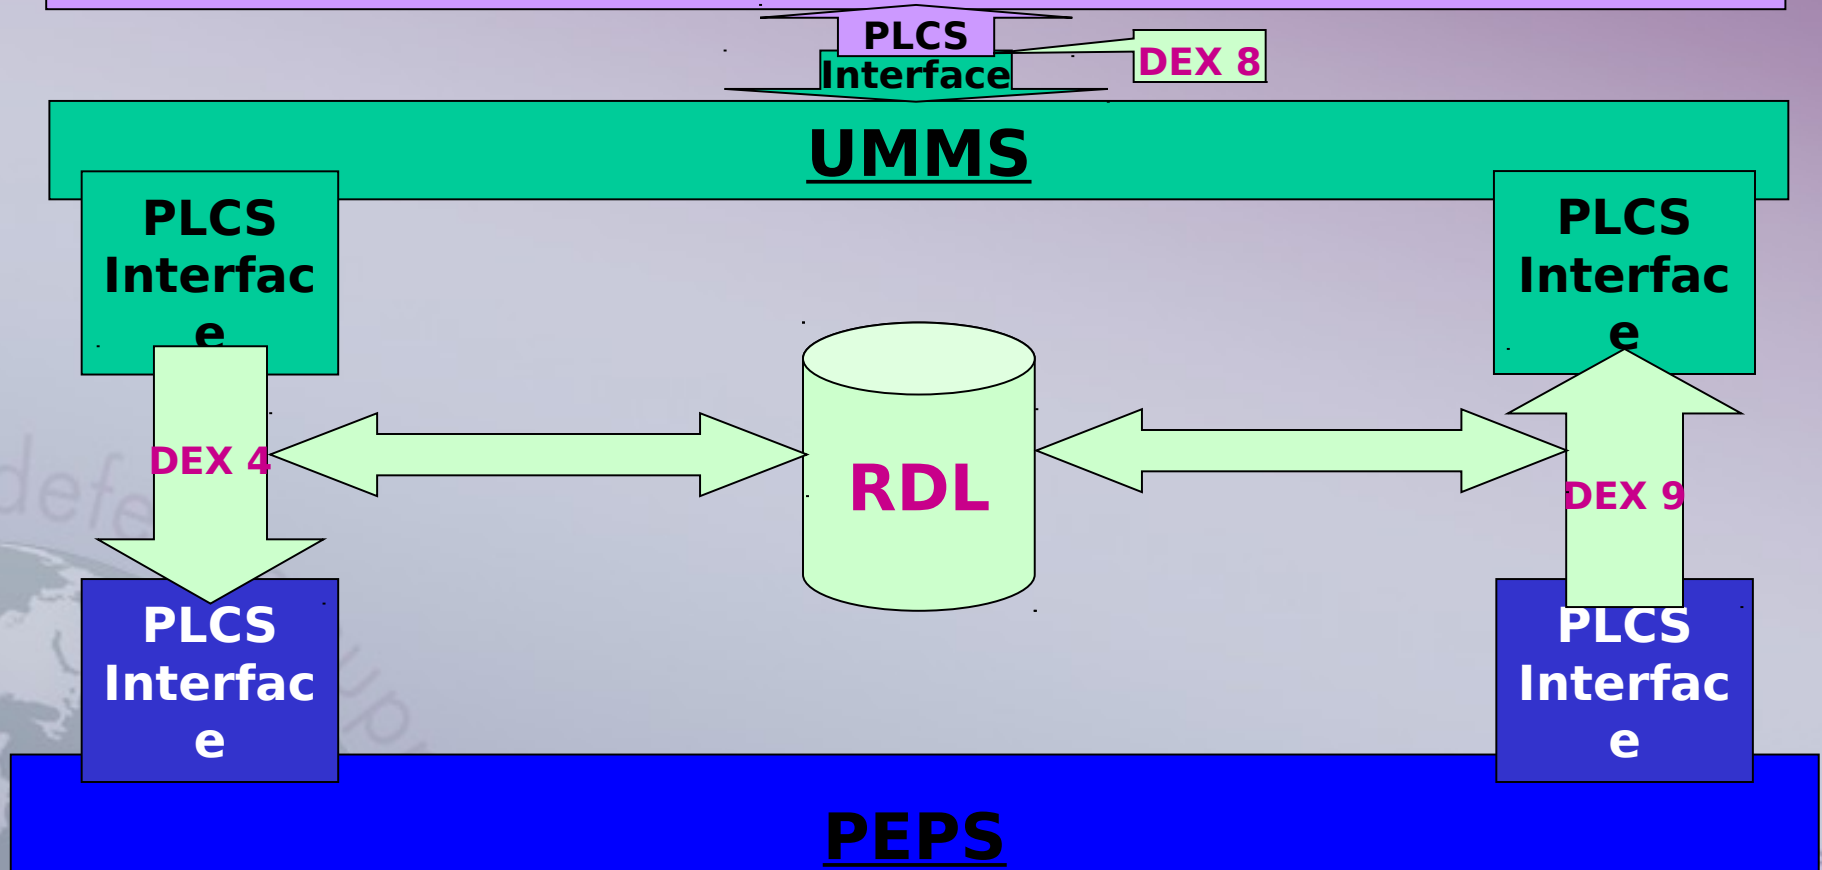 PLCS
Interface
DEX 8
UMMS
PLCS
Interfac
e
PLCS
Interfac
e
DEX 4
RDL
DEX 9
PLCS
Interfac
e
PLCS
Interfac
e
PEPS